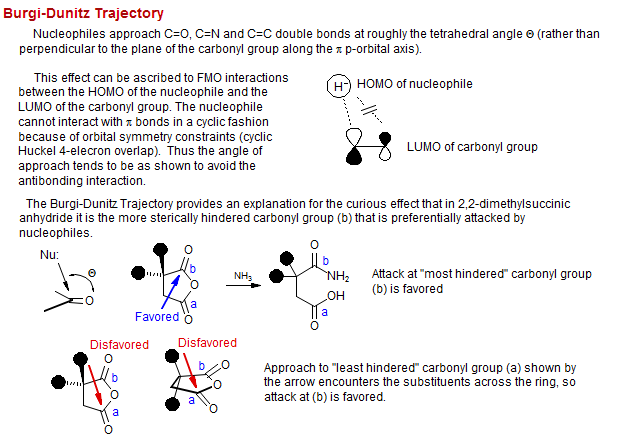 Burgi-Dunitz Trajectory
Nucleophiles approach C=O, C=N and C=C double bonds at roughly the tetrahedral angle Θ (rather than
perpendicular to the plane of the carbonyl group along the π p-orbital axis).
This effect can be ascribed to FMO interactions
between the HOMO of the nucleophile and the
LUMO of the carbonyl group. The nucleophile
cannot interact with π bonds in a cyclic fashion
because of orbital symmetry constraints (cyclic
Huckel 4-elecron overlap). Thus the angle of
approach tends to be as shown to avoid the
antibonding interaction.
H⁻ HOMO of nucleophile
LUMO of carbonyl group
The Burgi-Dunitz Trajectory provides an explanation for the curious effect that in 2,2-dimethylsuccinic
anhydride it is the more sterically hindered carbonyl group (b) that is preferentially attacked by
nucleophiles.
Nu:
Θ
O
O
b
O
a
O
Favored
NH₃
O
b
NH₂
OH
a
O
Attack at "most hindered" carbonyl group
(b) is favored
Disfavored
O
b
O
a
O
Disfavored
b
O
O
a
O
Approach to "least hindered" carbonyl group (a) shown by
the arrow encounters the substituents across the ring, so
attack at (b) is favored.